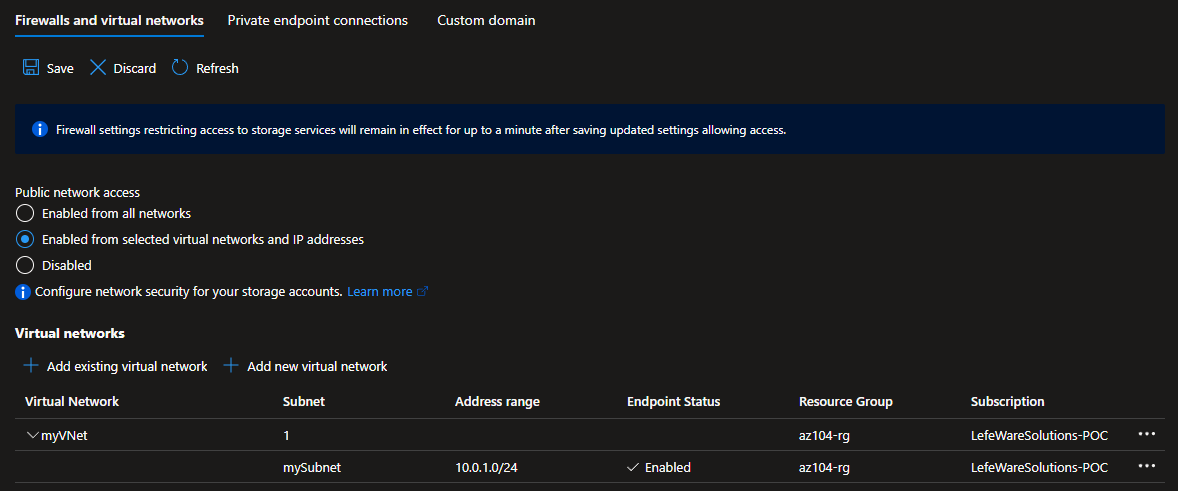 Firewalls and virtual networks Private endpoint connections Custom domain
Save Discard Refresh
Firewall settings restricting access to storage services will remain in effect for up to a minute after saving updated settings allowing access.
Public network access
Enabled from all networks
Enabled from selected virtual networks and IP addresses
Disabled
Configure network security for your storage accounts. Learn more
Virtual networks
Add existing virtual network Add new virtual network
Virtual Network Subnet Address range Endpoint Status Resource Group Subscription
myVNet 1 az104-rg LefeWareSolutions-POC ...
mySubnet 10.0.1.0/24 Enabled az104-rg LefeWareSolutions-POC ...